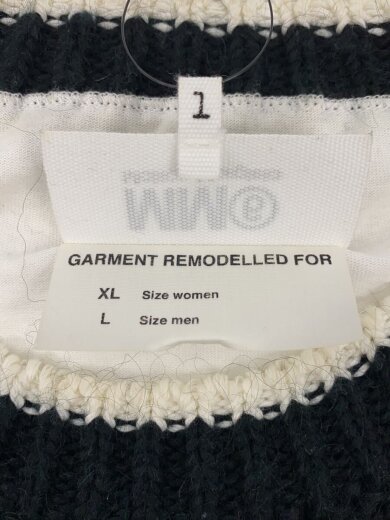 1
MM6
GARMENT REMODELLED FOR
XL Size women
L Size men